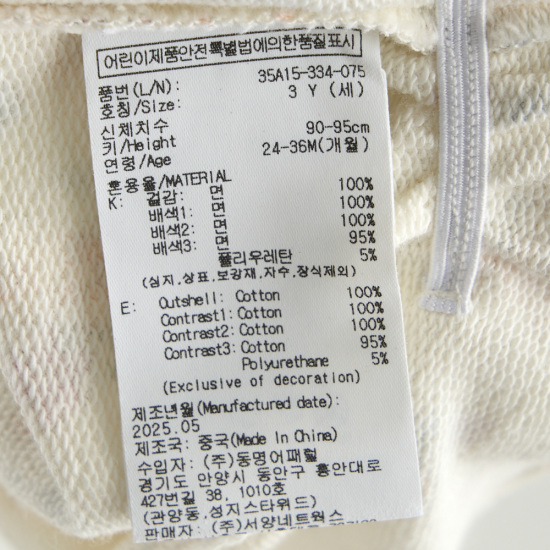 어린이제품안전특별법에의한품질표시
품번(L/N): 35A15-334-075
호칭/Size: 3 Y (세)
신체치수
키/Height 90-95cm
연령/Age 24-36M(개월)
혼용율/MATERIAL
K: 겉감: 면 100%
배색1: 면 100%
배색2: 면 100%
배색3: 면 95%
폴리우레탄 5%
(심지,상표,보강재,자수,장식제외)
E: Outshell: Cotton 100%
Contrast1: Cotton 100%
Contrast2: Cotton 100%
Contrast3: Cotton 95%
Polyurethane 5%
(Exclusive of decoration)
제조년월(Manufactured date):
2025.05
제조국: 중국(Made In China)
수입자: (주)동명어패럴
경기도 안양시 동안구 흥안대로
427번길 38, 1010호
(관양동,성지스타워드)
판매자: (주)서양네트웍스